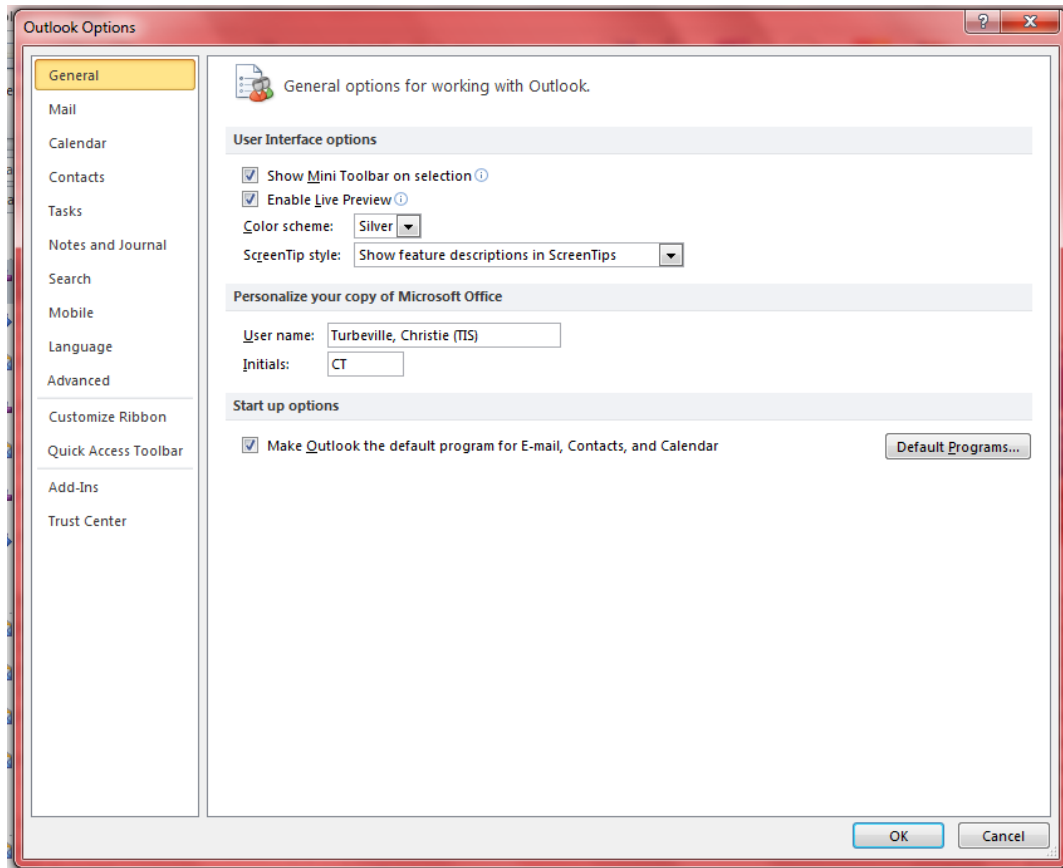 Outlook Options
?
X
General
Mail
Calendar
Contacts
Tasks
Notes and Journal
Search
Mobile
Language
Advanced
Customize Ribbon
Quick Access Toolbar
Add-Ins
Trust Center
General options for working with Outlook.
User Interface options
Show Mini Toolbar on selection
Enable Live Preview
Color scheme: Silver
ScreenTip style: Show feature descriptions in ScreenTips
Personalize your copy of Microsoft Office
User name: Turbeville, Christie (TIS)
Initials: CT
Start up options
Make Outlook the default program for E-mail, Contacts, and Calendar Default Programs...
OK Cancel